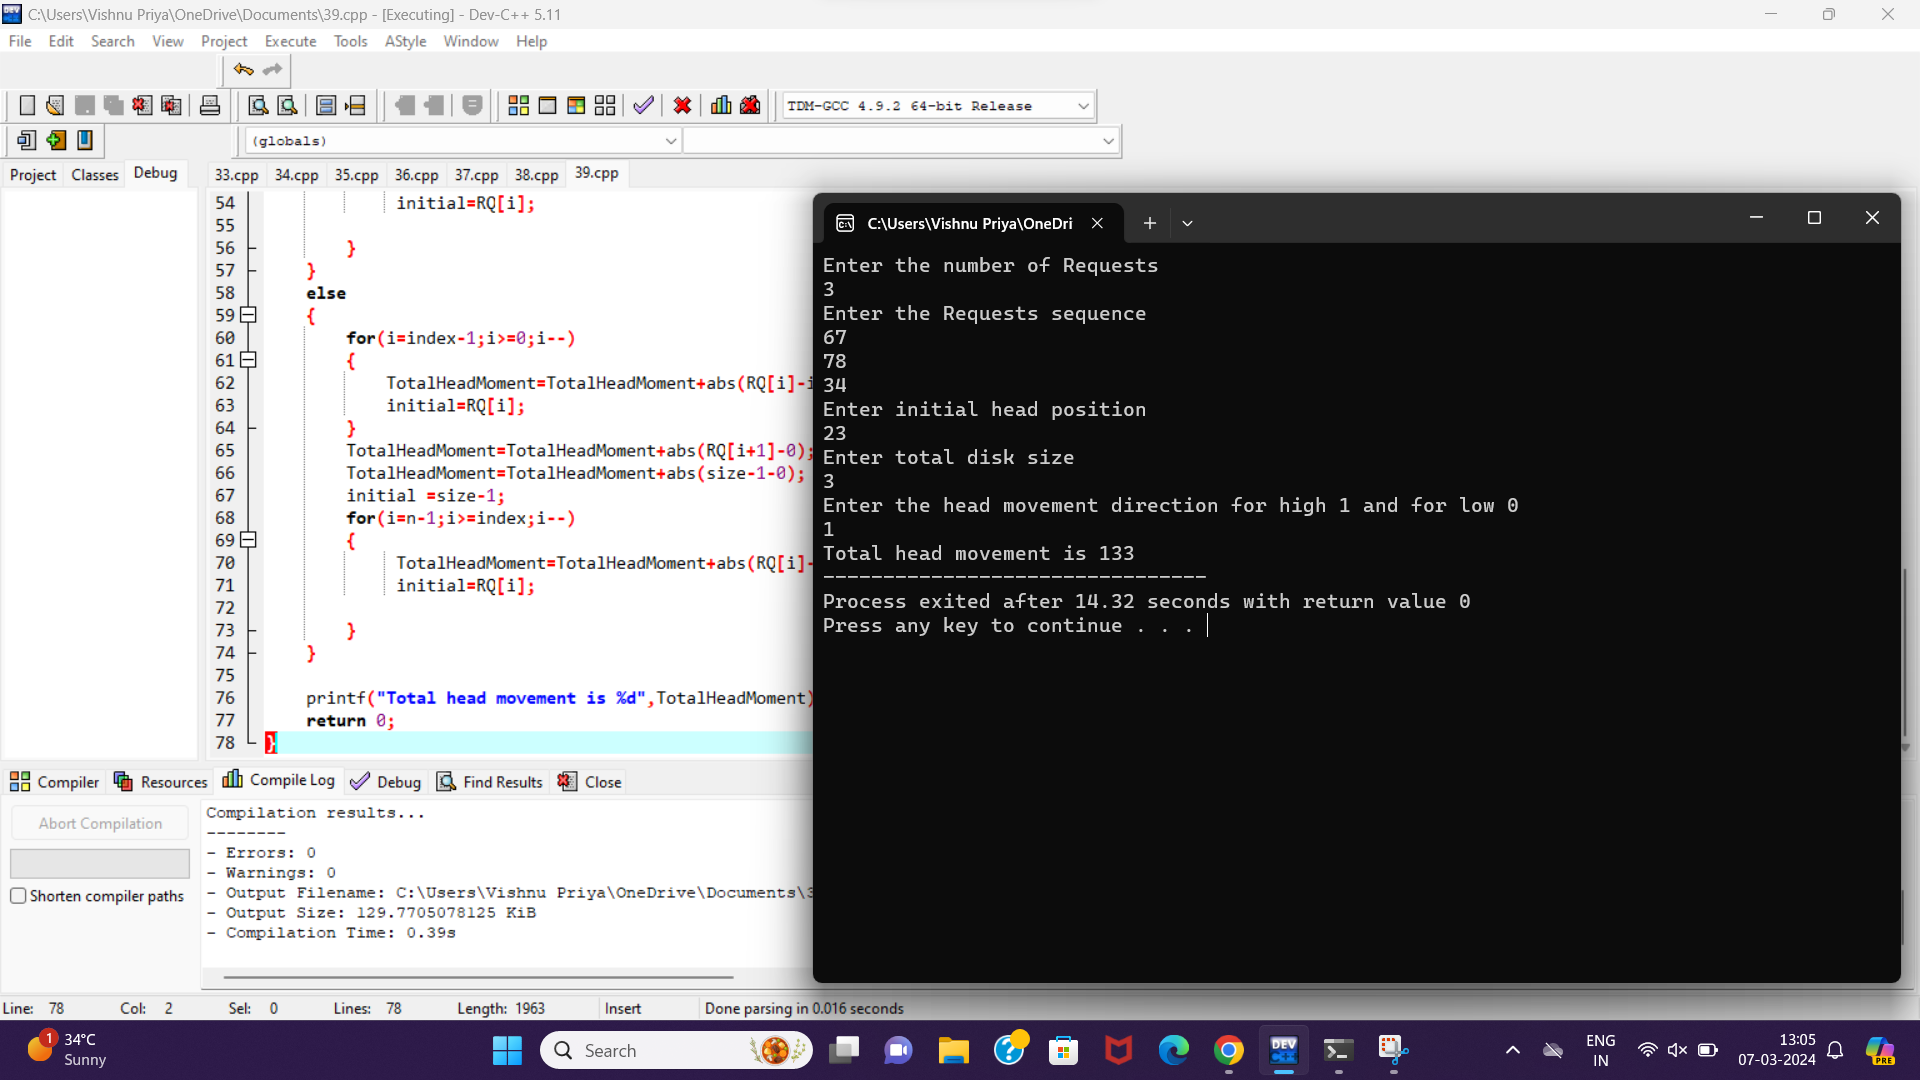 C:\Users\Vishnu Priya\OneDrive\Documents\39.cpp - [Executing] - Dev-C++ 5.11
File Edit Search View Project Execute Tools AStyle Window Help
TDM-GCC 4.9.2 64-bit Release
(globals)
Project Classes Debug
33.cpp 34.cpp 35.cpp 36.cpp 37.cpp 38.cpp 39.cpp
54 initial=RQ[i];
55
56 }
57 }
58 else
59 {
60 for(i=index-1;i>=0;i--)
61 {
62 TotalHeadMoment=TotalHeadMoment+abs(RQ[i]-i
63 initial=RQ[i];
64 }
65 TotalHeadMoment=TotalHeadMoment+abs(RQ[i+1]-0);
66 TotalHeadMoment=TotalHeadMoment+abs(size-1-0);
67 initial =size-1;
68 for(i=n-1;i>=index;i--)
69 {
70 TotalHeadMoment=TotalHeadMoment+abs(RQ[i]-
71 initial=RQ[i];
72
73 }
74 }
75
76 printf("Total head movement is %d",TotalHeadMoment)
77 return 0;
78 }
C:\Users\Vishnu Priya\OneDri
Enter the number of Requests
3
Enter the Requests sequence
67
78
34
Enter initial head position
23
Enter total disk size
3
Enter the head movement direction for high 1 and for low 0
1
Total head movement is 133
--------------------------------
Process exited after 14.32 seconds with return value 0
Press any key to continue . . .
Compiler Resources Compile Log Debug Find Results Close
Abort Compilation
Shorten compiler paths
Compilation results...
--------
- Errors: 0
- Warnings: 0
- Output Filename: C:\Users\Vishnu Priya\OneDrive\Documents\3
- Output Size: 129.7705078125 KiB
- Compilation Time: 0.39s
Line: 78 Col: 2 Sel: 0 Lines: 78 Length: 1963 Insert Done parsing in 0.016 seconds
1
34°C
Sunny
Search
DEV
ENG
IN
13:05
07-03-2024
PRE